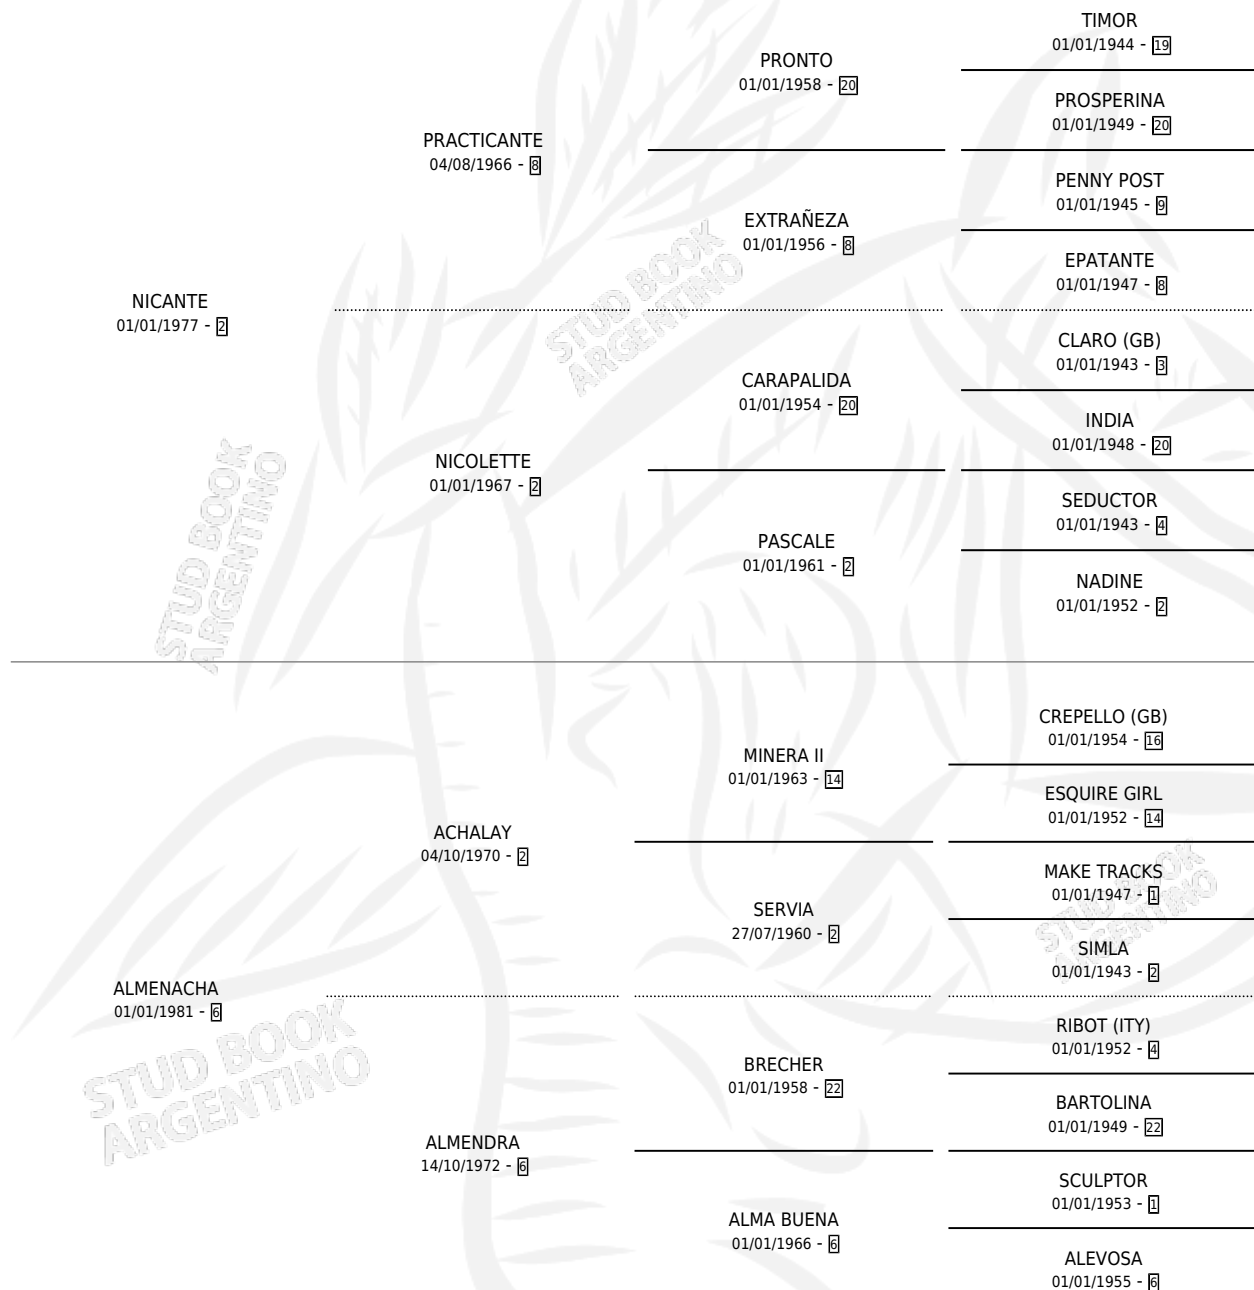 TIMOR
01/01/1944 - 19
PRONTO
01/01/1958 - 20
PROSPERINA
01/01/1949 - 20
PRACTICANTE
04/08/1966 - 8
PENNY POST
01/01/1945 - 9
EXTRAÑEZA
01/01/1956 - 8
EPATANTE
01/01/1947 - 8
NICANTE
01/01/1977 - 2
CLARO (GB)
01/01/1943 - 3
CARAPALIDA
01/01/1954 - 20
INDIA
01/01/1948 - 20
NICOLETTE
01/01/1967 - 2
SEDUCTOR
01/01/1943 - 4
PASCALE
01/01/1961 - 2
NADINE
01/01/1952 - 2
STUD BOOK
ARGENTINO
STUD BOOK
ARGENTINO
CREPELLO (GB)
01/01/1954 - 16
MINERA II
01/01/1963 - 14
ESQUIRE GIRL
01/01/1952 - 14
ACHALAY
04/10/1970 - 2
MAKE TRACKS
01/01/1947 - 1
SERVIA
27/07/1960 - 2
SIMLA
01/01/1943 - 2
STUD BOOK
ARGENTINO
ALMENACHA
01/01/1981 - 6
RIBOT (ITY)
01/01/1952 - 4
BRECHER
01/01/1958 - 22
BARTOLINA
01/01/1949 - 22
STUD BOOK
ARGENTINO
ALMENDRA
14/10/1972 - 6
SCULPTOR
01/01/1953 - 1
ALMA BUENA
01/01/1966 - 6
ALEVOSA
01/01/1955 - 6